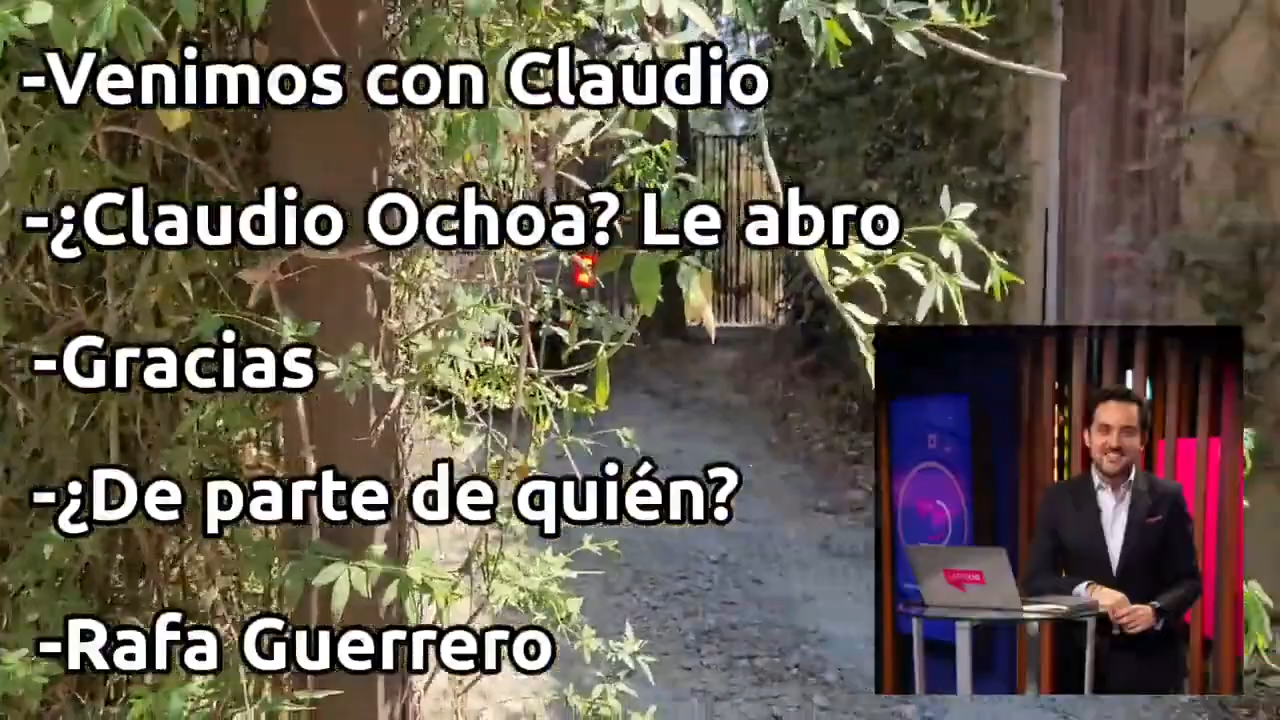 -Venimos con Claudio
-¿Claudio Ochoa? Le abro
-Gracias
-¿De parte de quién?
-Rafa Guerrero